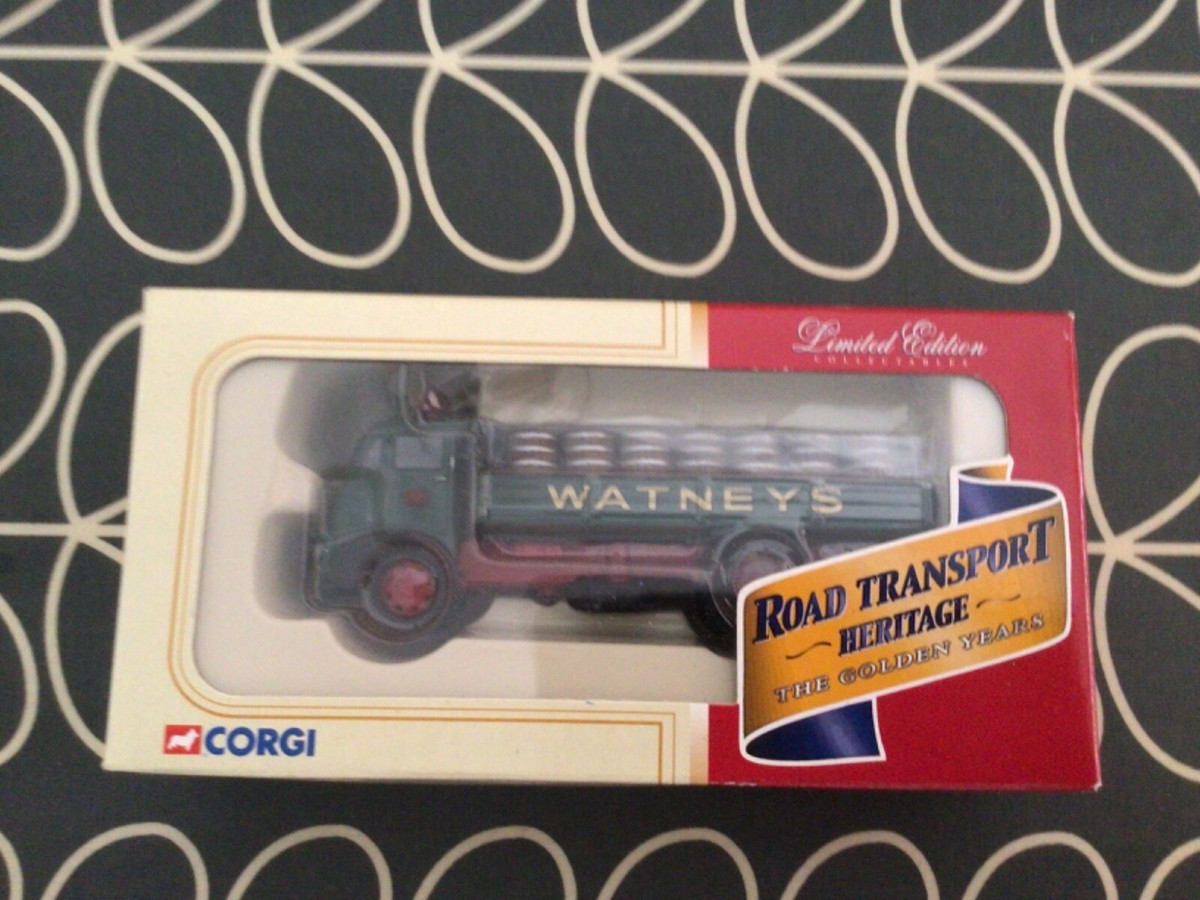 Limited Edition
COLLECTABLES
WATNEYS
ROAD TRANSPORT
HERITAGE
THE GOLDEN YEARS
CORGI